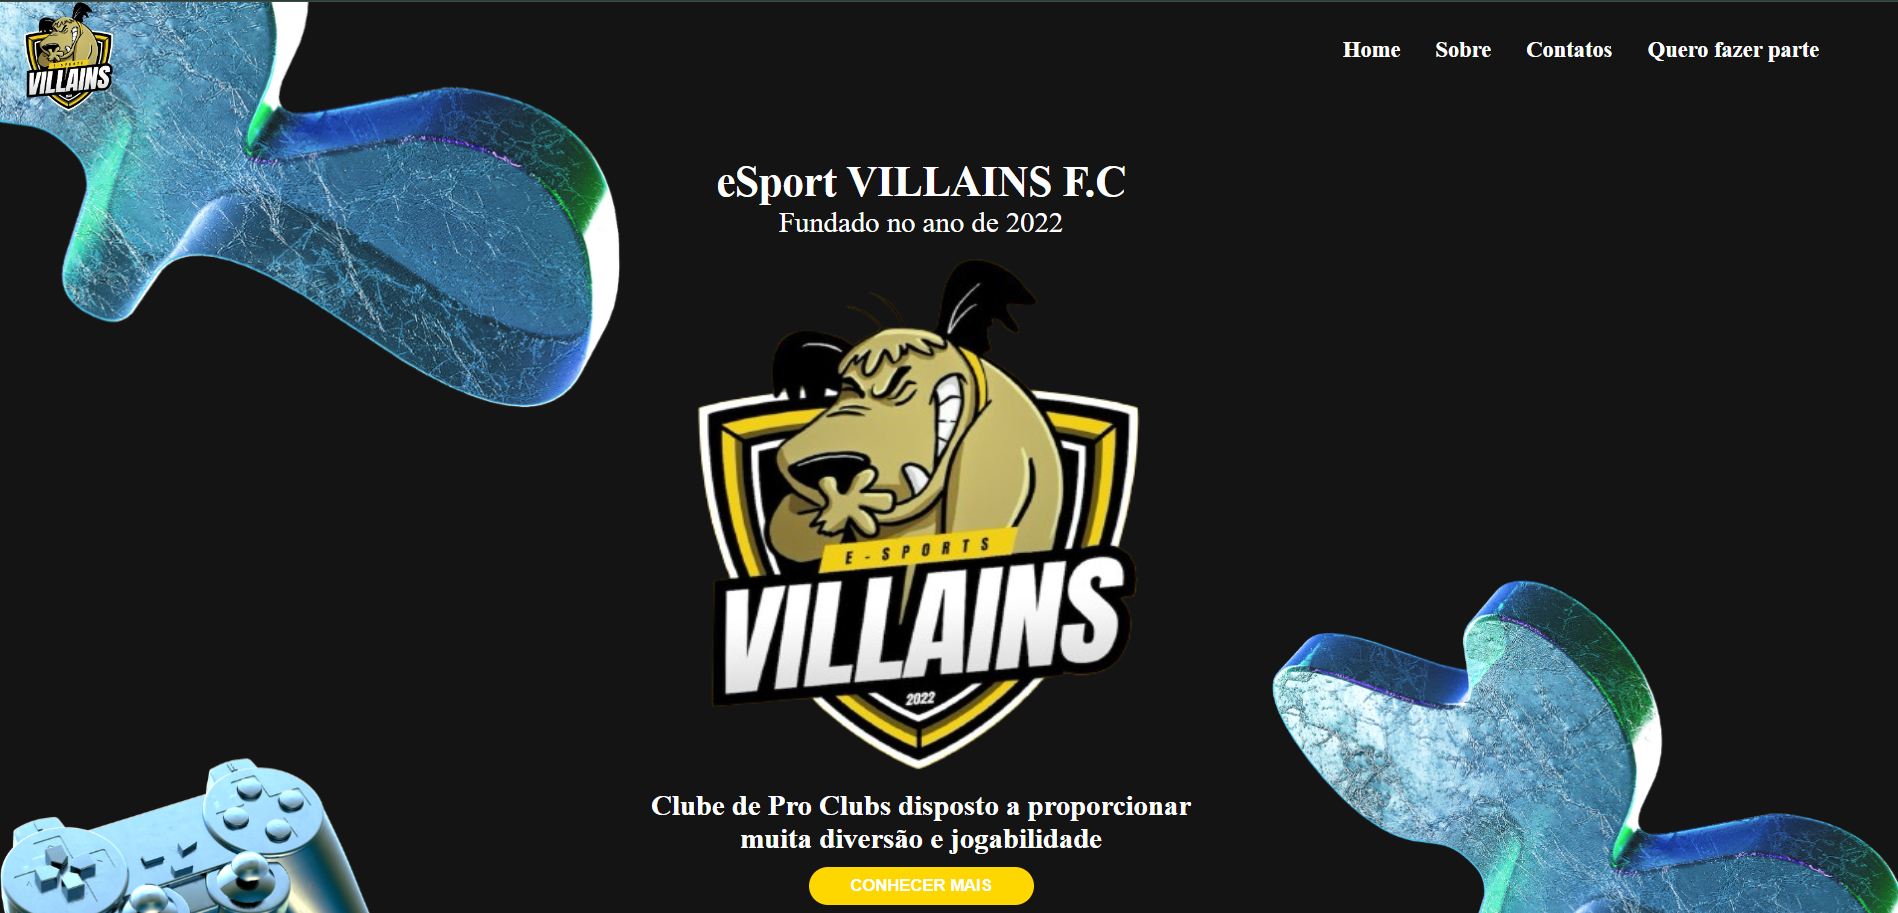 E-SPORTS
VILLAINS
Home Sobre Contatos Quero fazer parte
eSport VILLAINS F.C
Fundado no ano de 2022
E-SPORTS
VILLAINS
2022
Clube de Pro Clubs disposto a proporcionar
muita diversão e jogabilidade
CONHECER MAIS